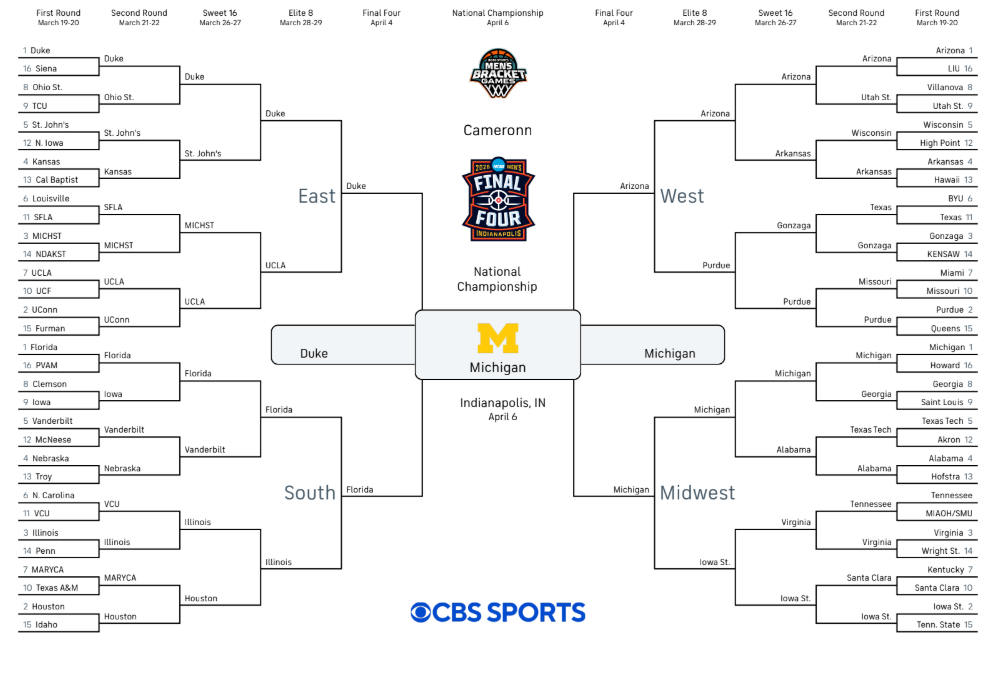 First Round
March 19-20
Second Round
March 21-22
Sweet 16
March 26-27
Elite 8
March 28-29
Final Four
April 4
National Championship
April 6
Final Four
April 4
Elite 8
March 28-29
Sweet 16
March 26-27
Second Round
March 21-22
First Round
March 19-20
1 Duke
16 Siena
8 Ohio St.
9 TCU
5 St. John's
12 N. Iowa
4 Kansas
13 Cal Baptist
6 Louisville
11 SFLA
3 MICHST
14 NDAKST
7 UCLA
10 UCF
2 UConn
15 Furman
Duke
Ohio St.
St. John's
Kansas
SFLA
MICHST
UCLA
UConn
Duke
St. John's
MICHST
UCLA
Duke
UCLA
East
Duke
1 Florida
16 PVAM
8 Clemson
9 Iowa
5 Vanderbilt
12 McNeese
4 Nebraska
13 Troy
6 N. Carolina
11 VCU
3 Illinois
14 Penn
7 MARYCA
10 Texas A&M
2 Houston
15 Idaho
Florida
Iowa
Vanderbilt
Nebraska
VCU
Illinois
MARYCA
Houston
Florida
Vanderbilt
Illinois
Houston
Florida
Illinois
South
Florida
MEN'S
BRACKET
GAMES
Cameronn
2026 NCAA MEN'S
FINAL
FOUR
INDIANAPOLIS
National
Championship
Duke
M
Michigan
Michigan
Indianapolis, IN
April 6
CBS SPORTS
Arizona
West
Arizona
Purdue
Arizona
Arkansas
Gonzaga
Purdue
Arizona
Utah St.
Wisconsin
Arkansas
Texas
Gonzaga
Missouri
Purdue
Arizona 1
LIU 16
Villanova 8
Utah St. 9
Wisconsin 5
High Point 12
Arkansas 4
Hawaii 13
BYU 6
Texas 11
Gonzaga 3
KENSAW 14
Miami 7
Missouri 10
Purdue 2
Queens 15
Michigan
Midwest
Michigan
Iowa St.
Michigan
Alabama
Virginia
Iowa St.
Michigan
Georgia
Texas Tech
Alabama
Tennessee
Virginia
Santa Clara
Iowa St.
Michigan 1
Howard 16
Georgia 8
Saint Louis 9
Texas Tech 5
Akron 12
Alabama 4
Hofstra 13
Tennessee
MIAOH/SMU
Virginia 3
Wright St. 14
Kentucky 7
Santa Clara 10
Iowa St. 2
Tenn. State 15